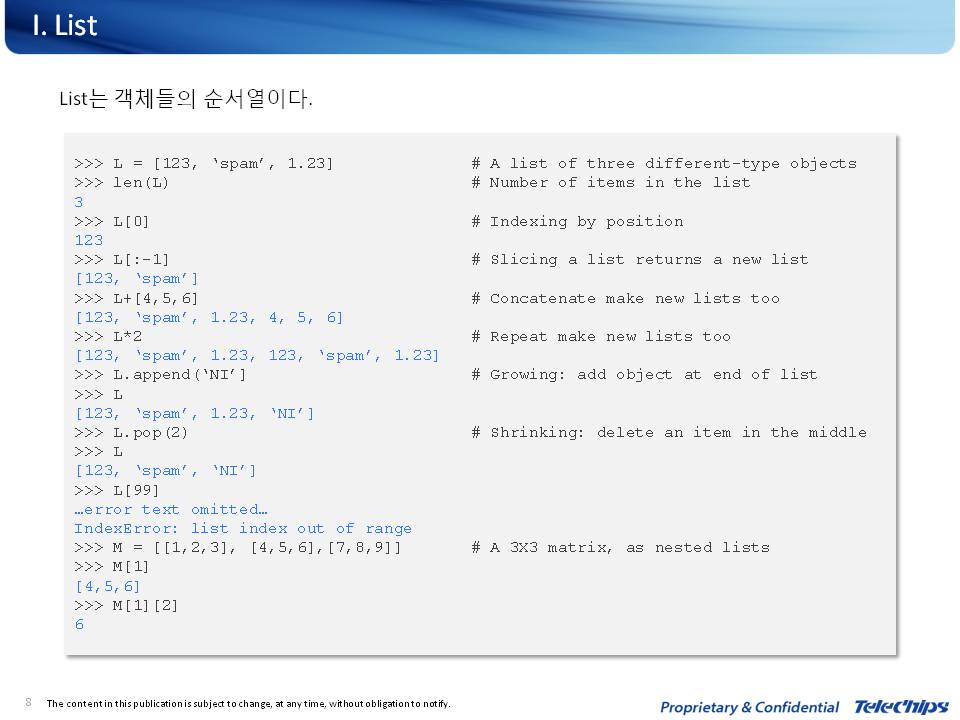 I. List
List는 객체들의 순서열이다.
>>> L = [123, ‘spam’, 1.23] # A list of three different-type objects
>>> len(L) # Number of items in the list
3
>>> L[0] # Indexing by position
123
>>> L[:-1] # Slicing a list returns a new list
[123, ‘spam’]
>>> L+[4,5,6] # Concatenate make new lists too
[123, ‘spam’, 1.23, 4, 5, 6]
>>> L*2 # Repeat make new lists too
[123, ‘spam’, 1.23, 123, ‘spam’, 1.23]
>>> L.append(‘NI’] # Growing: add object at end of list
>>> L
[123, ‘spam’, 1.23, ‘NI’]
>>> L.pop(2) # Shrinking: delete an item in the middle
>>> L
[123, ‘spam’, ‘NI’]
>>> L[99]
…error text omitted…
IndexError: list index out of range
>>> M = [[1,2,3], [4,5,6],[7,8,9]] # A 3X3 matrix, as nested lists
>>> M[1]
[4,5,6]
>>> M[1][2]
6
8 The content in this publication is subject to change, at any time, without obligation to notify.
Proprietary & Confidential Telechips